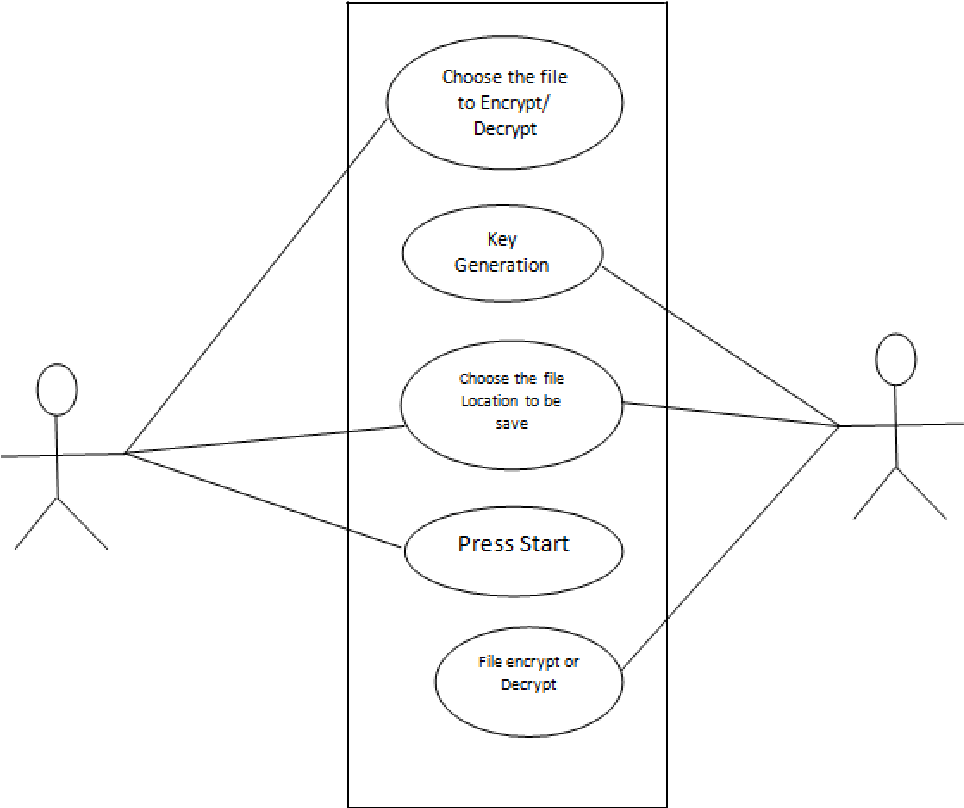 Choose the file
to Encrypt/
Decrypt
Key
Generation
Choose the file
Location to be
save
Press Start
File encrypt or
Decrypt